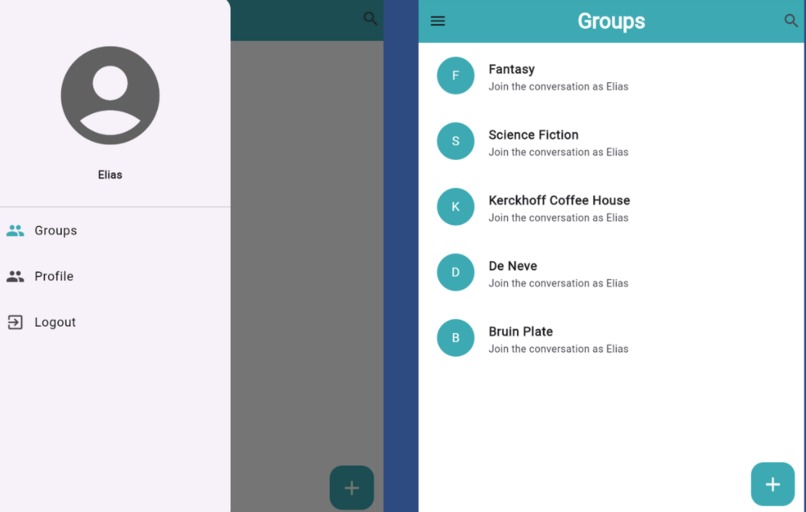 Elias
Groups
Profile
Logout
Groups
F
Fantasy
Join the conversation as Elias
S
Science Fiction
Join the conversation as Elias
K
Kerckhoff Coffee House
Join the conversation as Elias
D
De Neve
Join the conversation as Elias
B
Bruin Plate
Join the conversation as Elias